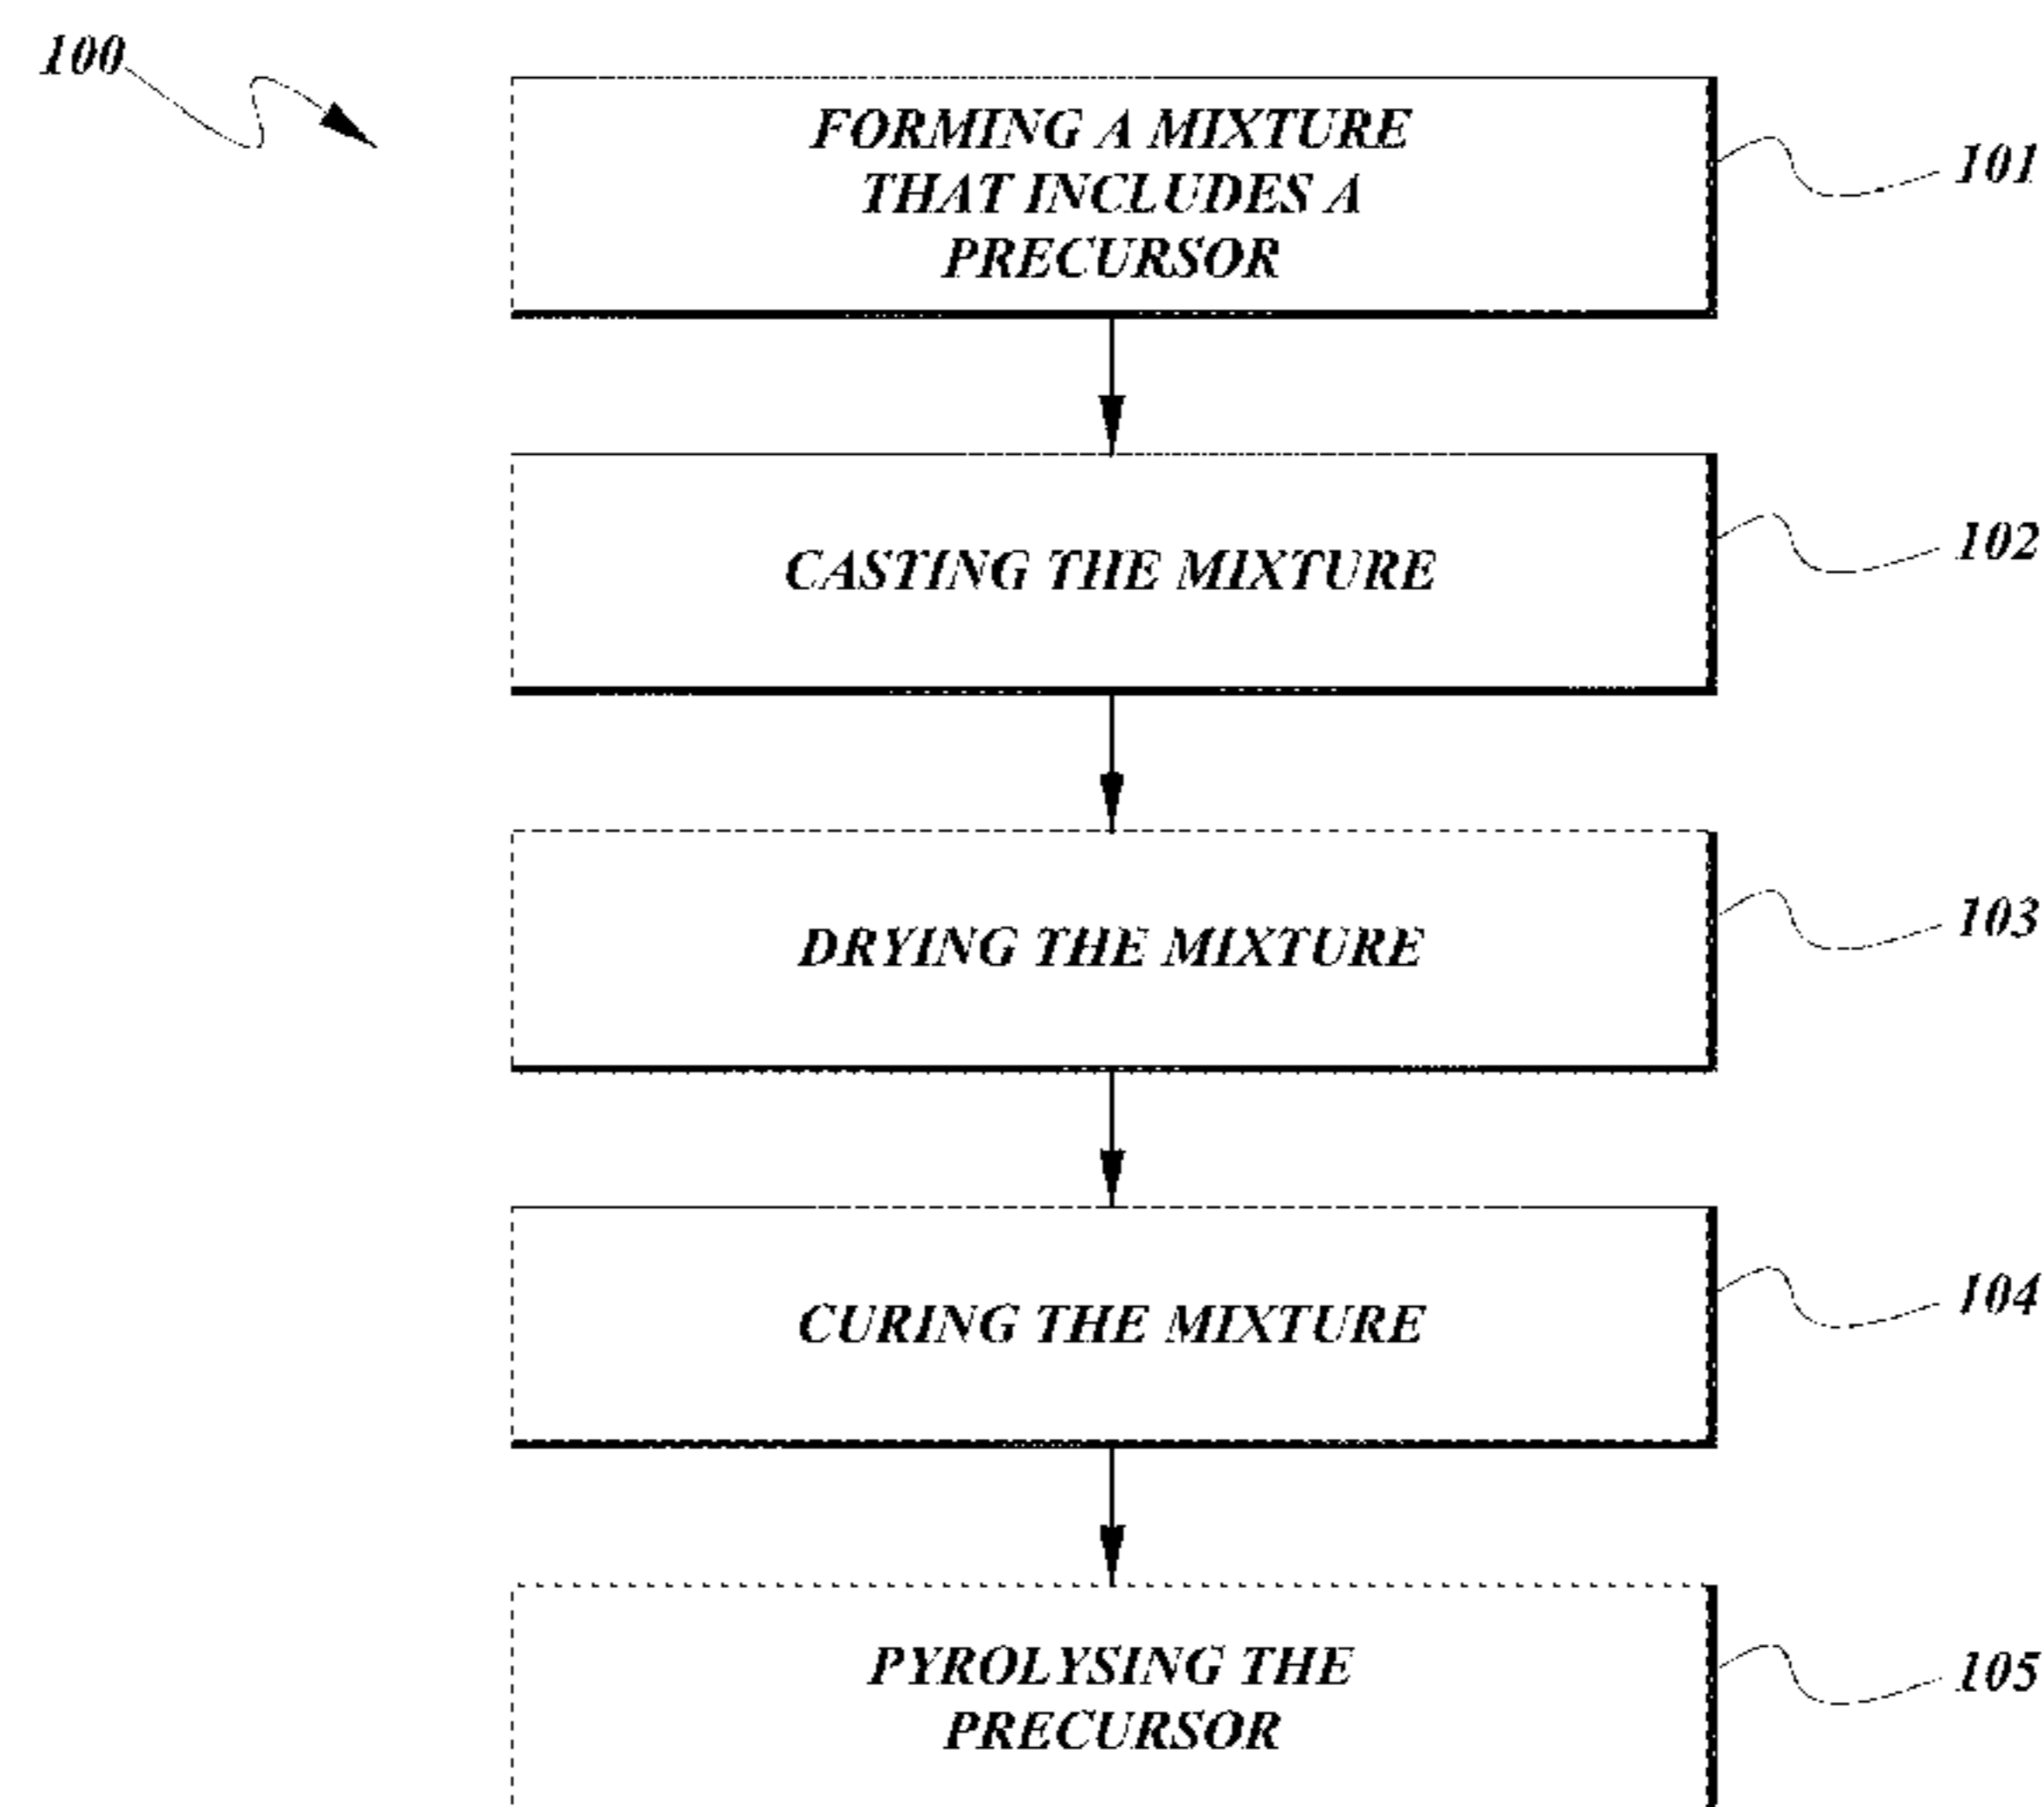 100
FORMING A MIXTURE
THAT INCLUDES A
PRECURSOR
101
CASTING THE MIXTURE
102
DRYING THE MIXTURE
103
CURING THE MIXTURE
104
PYROLYSING THE
PRECURSOR
105